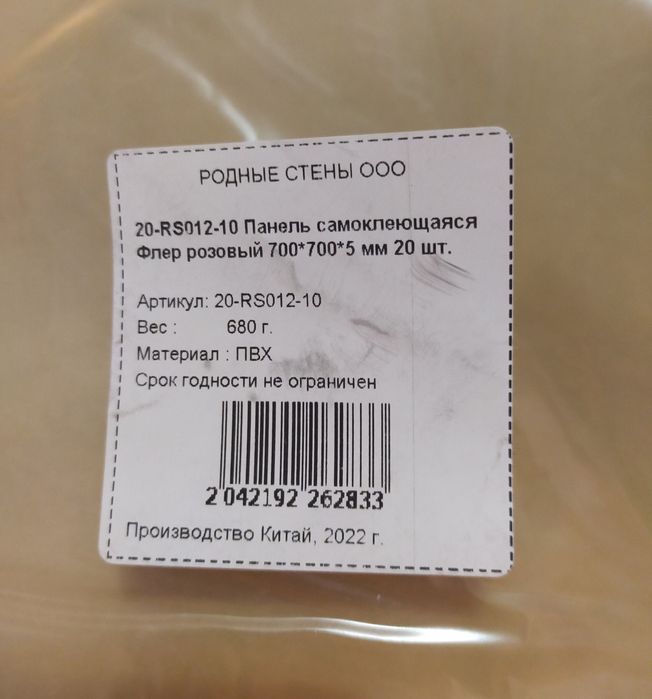 РОДНЫЕ СТЕНЫ ООО
20-RS012-10 Панель самоклеющаяся
Флер розовый 700*700*5 мм 20 шт.
Артикул: 20-RS012-10
Вес : 680 г.
Материал : ПВХ
Срок годности не ограничен
2 042192 262833
Производство Китай, 2022 г.